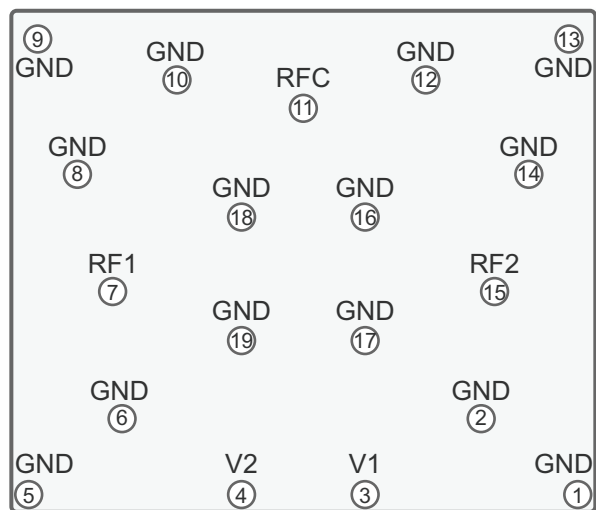 9 13
GND GND GND GND
10 RFC 12
11
GND GND
8 14
GND GND
18 16
RF1 RF2
7 15
GND GND
19 17
GND GND
6 2
GND V2 V1 GND
5 4 3 1